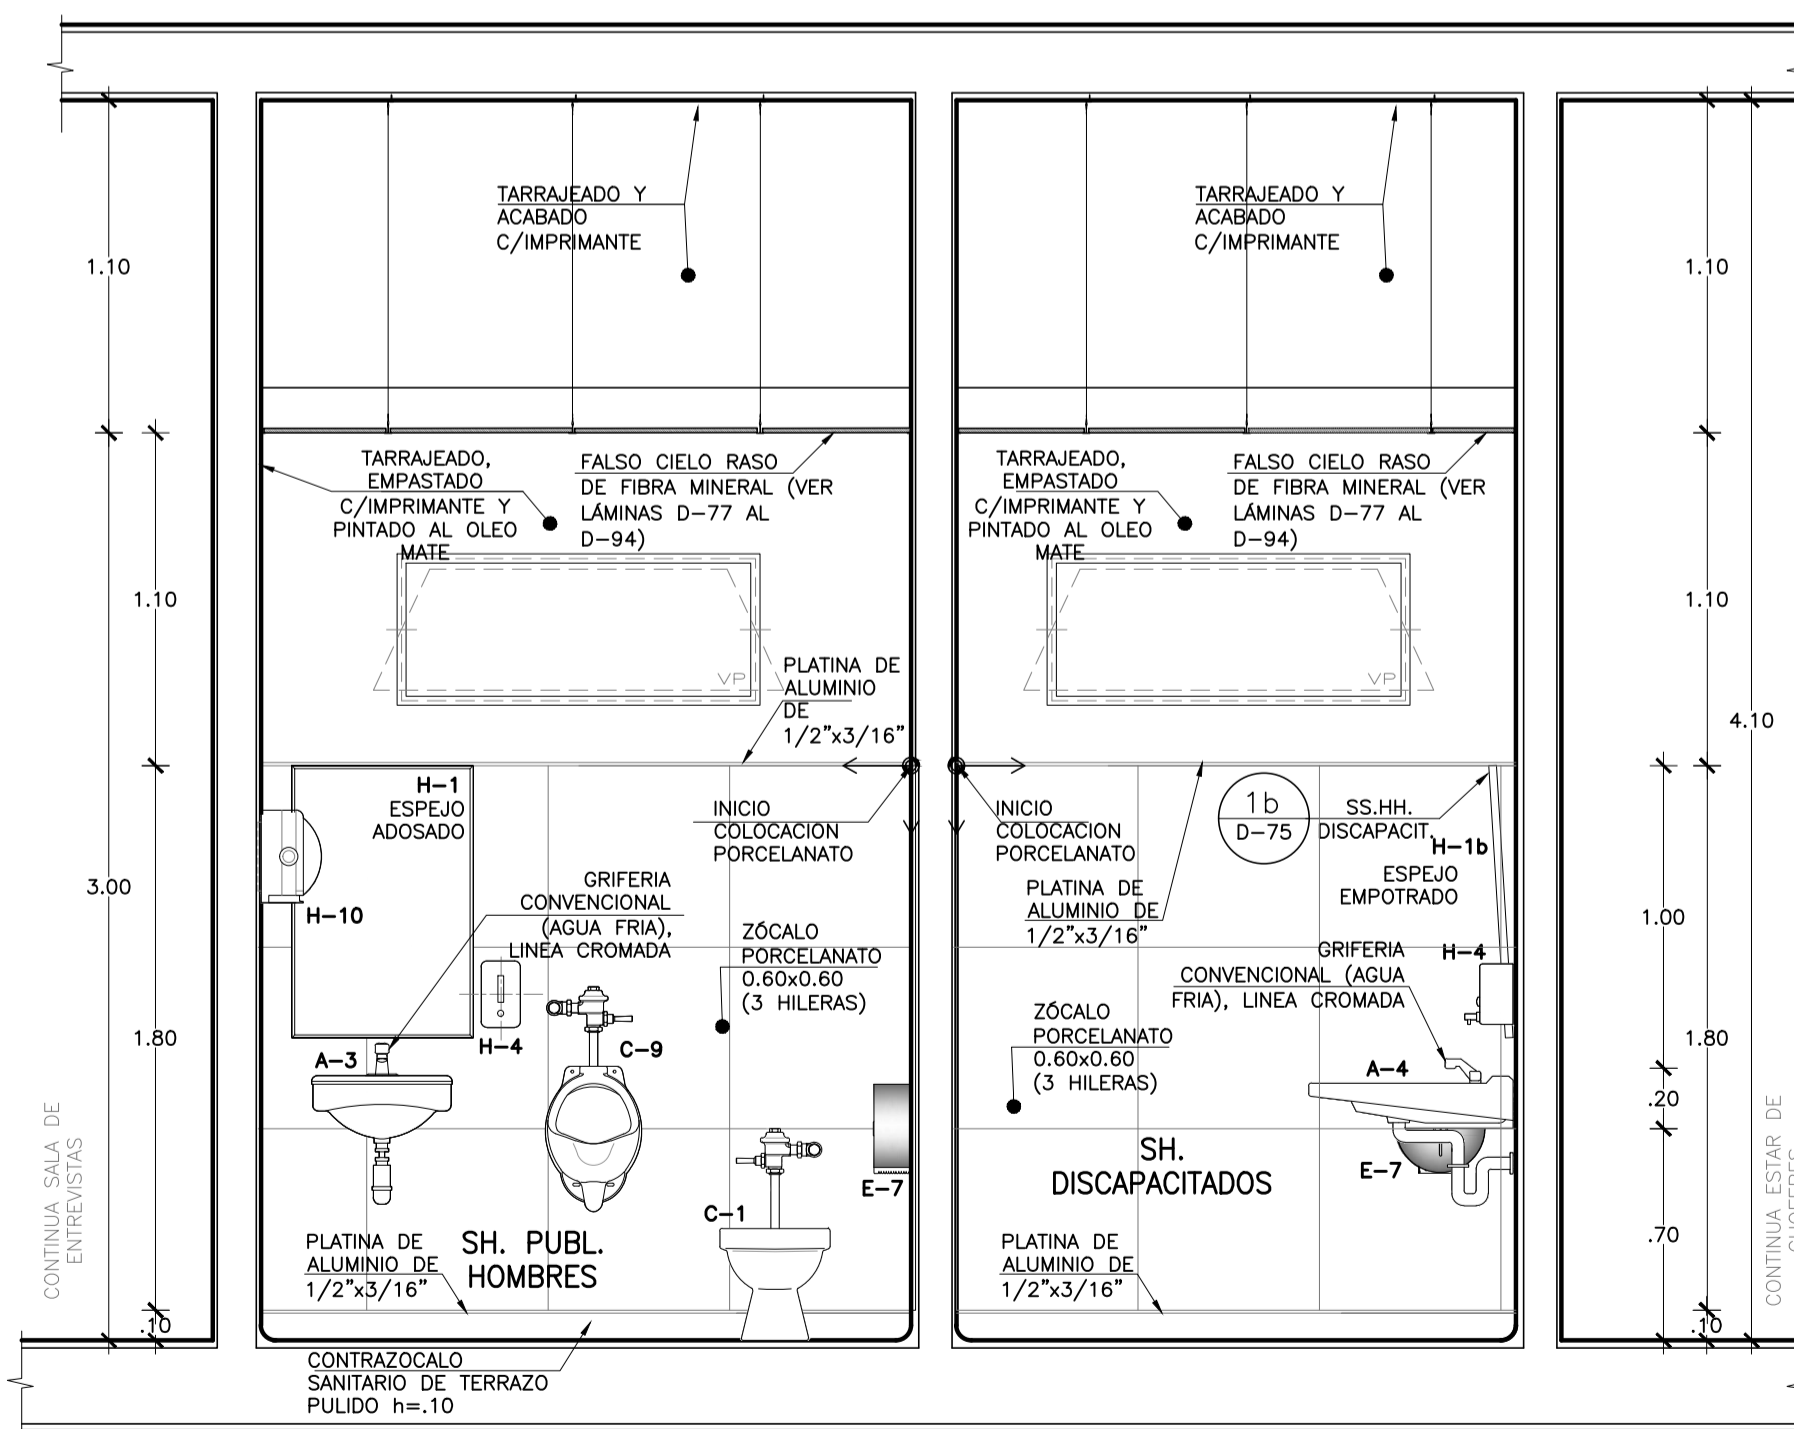 TARRAJEADO Y
ACABADO
C/IMPRIMANTE
TARRAJEADO Y
ACABADO
C/IMPRIMANTE
1.10
1.10
TARRAJEADO,
EMPASTADO
C/IMPRIMANTE Y
PINTADO AL OLEO
MATE
FALSO CIELO RASO
DE FIBRA MINERAL (VER
LÁMINAS D-77 AL
D-94)
TARRAJEADO,
EMPASTADO
C/IMPRIMANTE Y
PINTADO AL OLEO
MATE
FALSO CIELO RASO
DE FIBRA MINERAL (VER
LÁMINAS D-77 AL
D-94)
1.10
1.10
VP
VP
PLATINA DE
ALUMINIO
DE
1/2"x3/16"
4.10
H-1
ESPEJO
ADOSADO
INICIO
COLOCACION
PORCELANATO
INICIO
COLOCACION
PORCELANATO
1b
D-75
SS.HH.
DISCAPACIT.
H-1b
ESPEJO
EMPOTRADO
3.00
H-10
GRIFERIA
CONVENCIONAL
(AGUA FRIA),
LINEA CROMADA
PLATINA DE
ALUMINIO DE
1/2"x3/16"
1.00
ZÓCALO
PORCELANATO
0.60x0.60
(3 HILERAS)
GRIFERIA
CONVENCIONAL (AGUA
FRIA), LINEA CROMADA
H-4
ZÓCALO
PORCELANATO
0.60x0.60
(3 HILERAS)
1.80
A-3
H-4
C-9
A-4
1.80
.20
CONTINUA SALA DE
ENTREVISTAS
E-7
C-1
SH.
DISCAPACITADOS
E-7
CONTINUA ESTAR DE
CHOFERES
.70
PLATINA DE
ALUMINIO DE
1/2"x3/16"
SH. PUBL.
HOMBRES
PLATINA DE
ALUMINIO DE
1/2"x3/16"
.10
.10
CONTRAZOCALO
SANITARIO DE TERRAZO
PULIDO h=.10